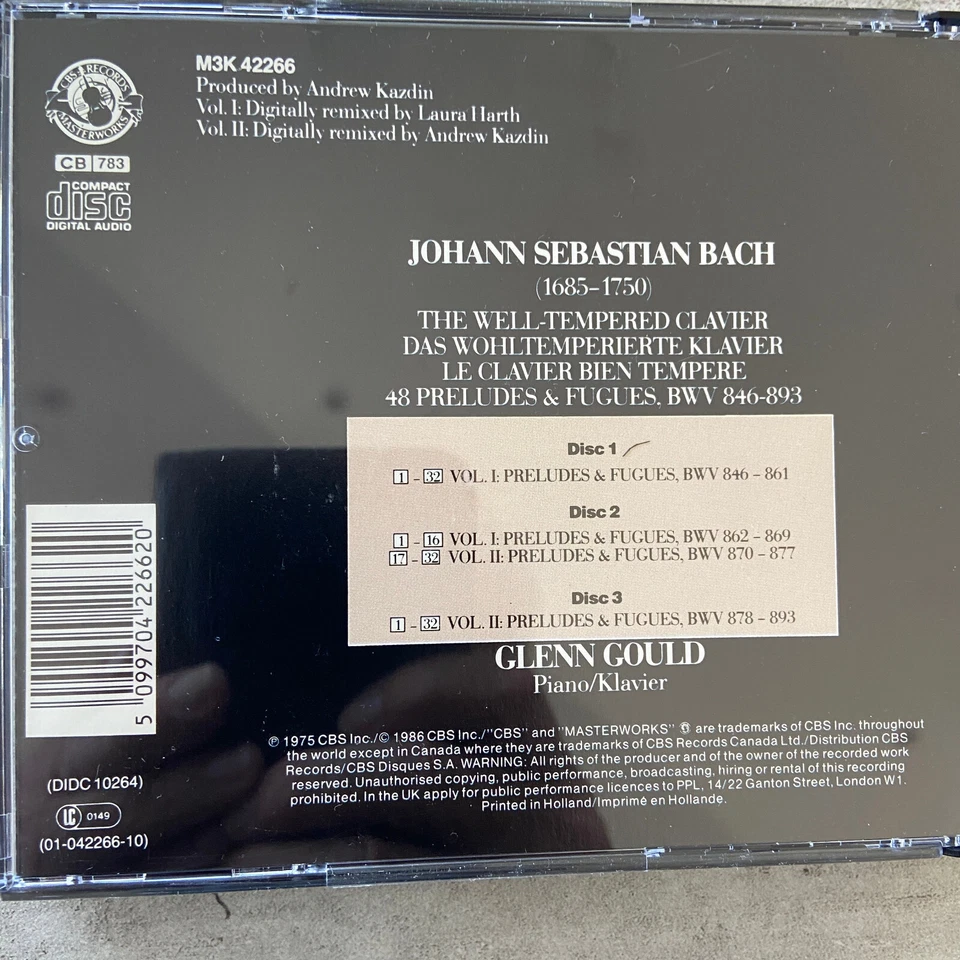 CBS RECORDS
MASTERWORKS
CB 783
COMPACT
disc
DIGITAL AUDIO
M3K 42266
Produced by Andrew Kazdin
Vol. I: Digitally remixed by Laura Harth
Vol. II: Digitally remixed by Andrew Kazdin
JOHANN SEBASTIAN BACH
(1685–1750)
THE WELL-TEMPERED CLAVIER
DAS WOHLTEMPERIERTE KLAVIER
LE CLAVIER BIEN TEMPERE
48 PRELUDES & FUGUES, BWV 846-893
Disc 1
1 – 32 VOL. I: PRELUDES & FUGUES, BWV 846 – 861
Disc 2
1 – 16 VOL. I: PRELUDES & FUGUES, BWV 862 – 869
17 – 32 VOL. II: PRELUDES & FUGUES, BWV 870 – 877
Disc 3
1 – 32 VOL. II: PRELUDES & FUGUES, BWV 878 – 893
GLENN GOULD
Piano/Klavier
5 099704 226620
℗ 1975 CBS Inc./© 1986 CBS Inc./"CBS" and "MASTERWORKS" are trademarks of CBS Inc. throughout
the world except in Canada where they are trademarks of CBS Records Canada Ltd./Distribution CBS
Records/CBS Disques S.A. WARNING: All rights of the producer and of the owner of the recorded work
reserved. Unauthorised copying, public performance, broadcasting, hiring or rental of this recording
prohibited. In the UK apply for public performance licences to PPL, 14/22 Ganton Street, London W1.
Printed in Holland/Imprimé en Hollande.
(DIDC 10264)
LC 0149
(01-042266-10)